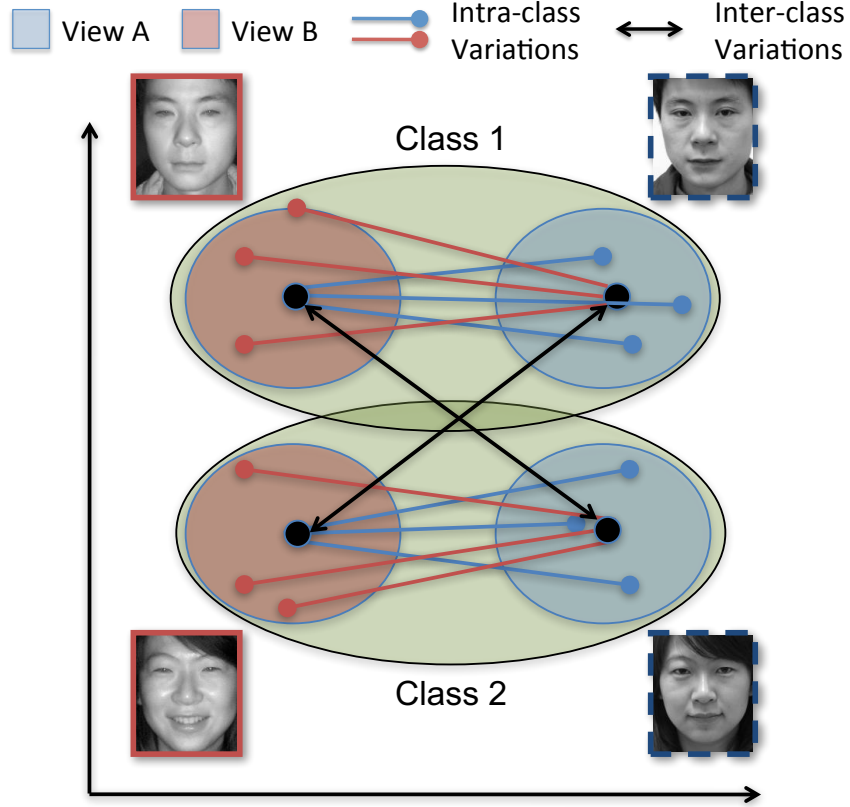 View A
View B
Intra-class
Variations
Inter-class
Variations
Class 1
Class 2